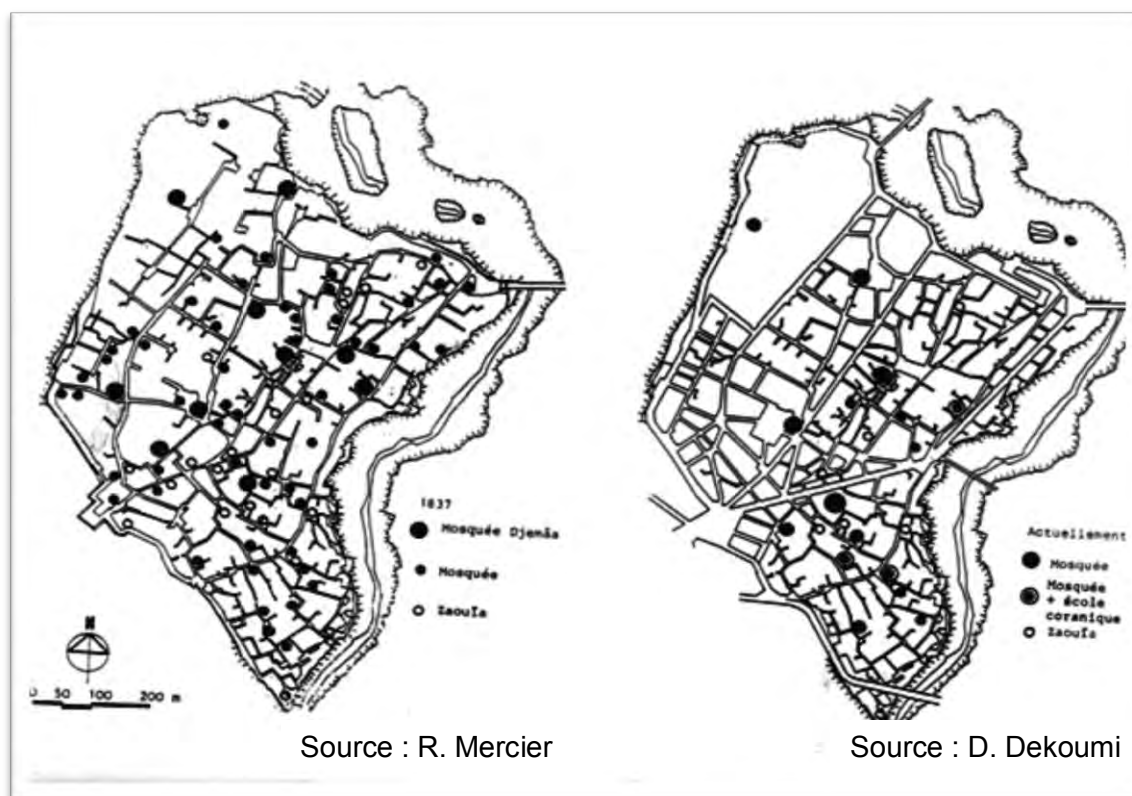 1837
Mosquée Djemâa
Mosquée
Zaouïa
N
0 50 100 200 m
Source : R. Mercier
Actuellement
Mosquée
Mosquée
+ école
coranique
Zaouïa
Source : D. Dekoumi